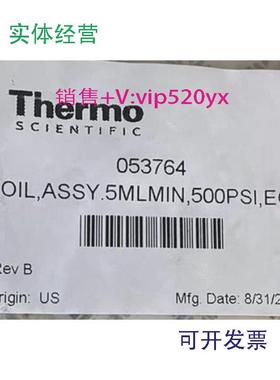 实体经营
Thermo
销售+V:vip520yx
SCIENTIFIC
053764
OIL,ASSY.5MLMIN,500PSI,E
Rev B
Origin: US Mfg. Date: 8/31/2
可开发票